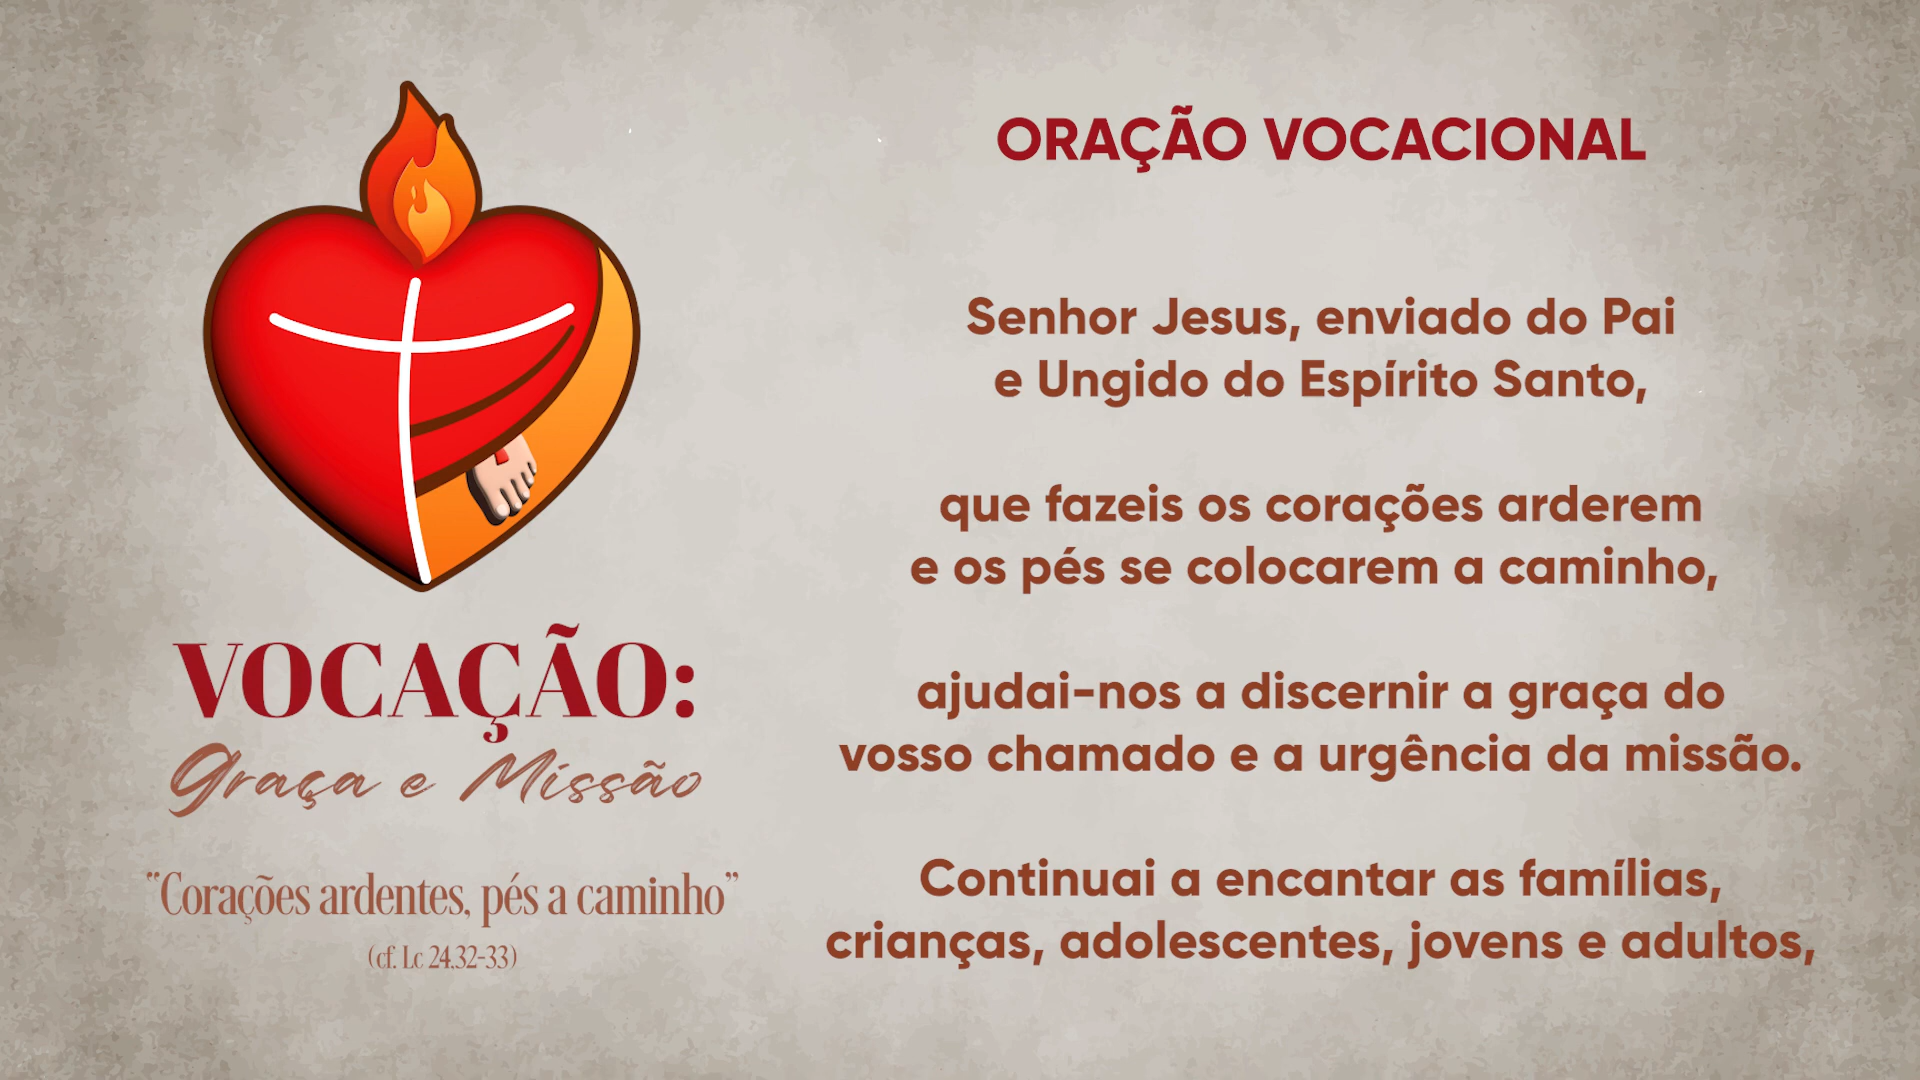 VOCAÇÃO:
Graça e Missão
“Corações ardentes, pés a caminho”
(cf. Lc 24,32-33)
ORAÇÃO VOCACIONAL
Senhor Jesus, enviado do Pai
e Ungido do Espírito Santo,
que fazeis os corações arderem
e os pés se colocarem a caminho,
ajudai-nos a discernir a graça do
vosso chamado e a urgência da missão.
Continuai a encantar as famílias,
crianças, adolescentes, jovens e adultos,